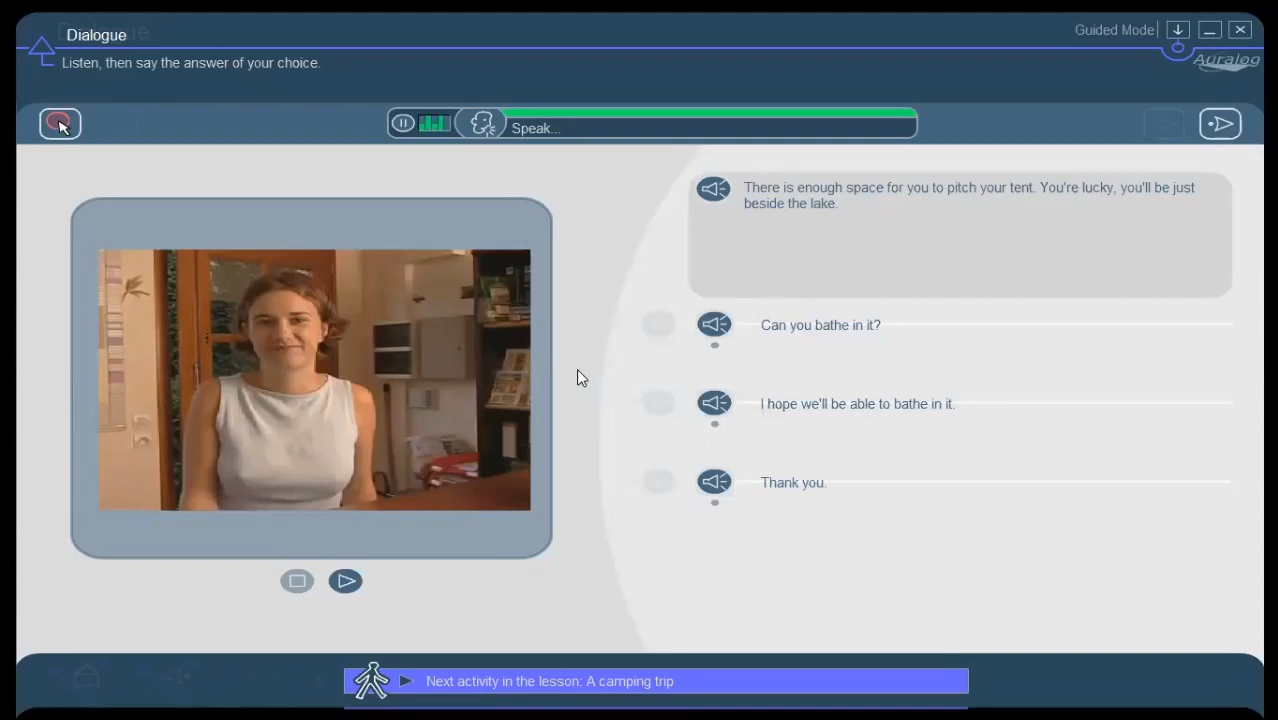 Dialogue
Guided Mode
Listen, then say the answer of your choice.
Auralog
Speak...
There is enough space for you to pitch your tent. You're lucky, you'll be just
beside the lake.
Can you bathe in it?
I hope we'll be able to bathe in it.
Thank you.
Next activity in the lesson: A camping trip